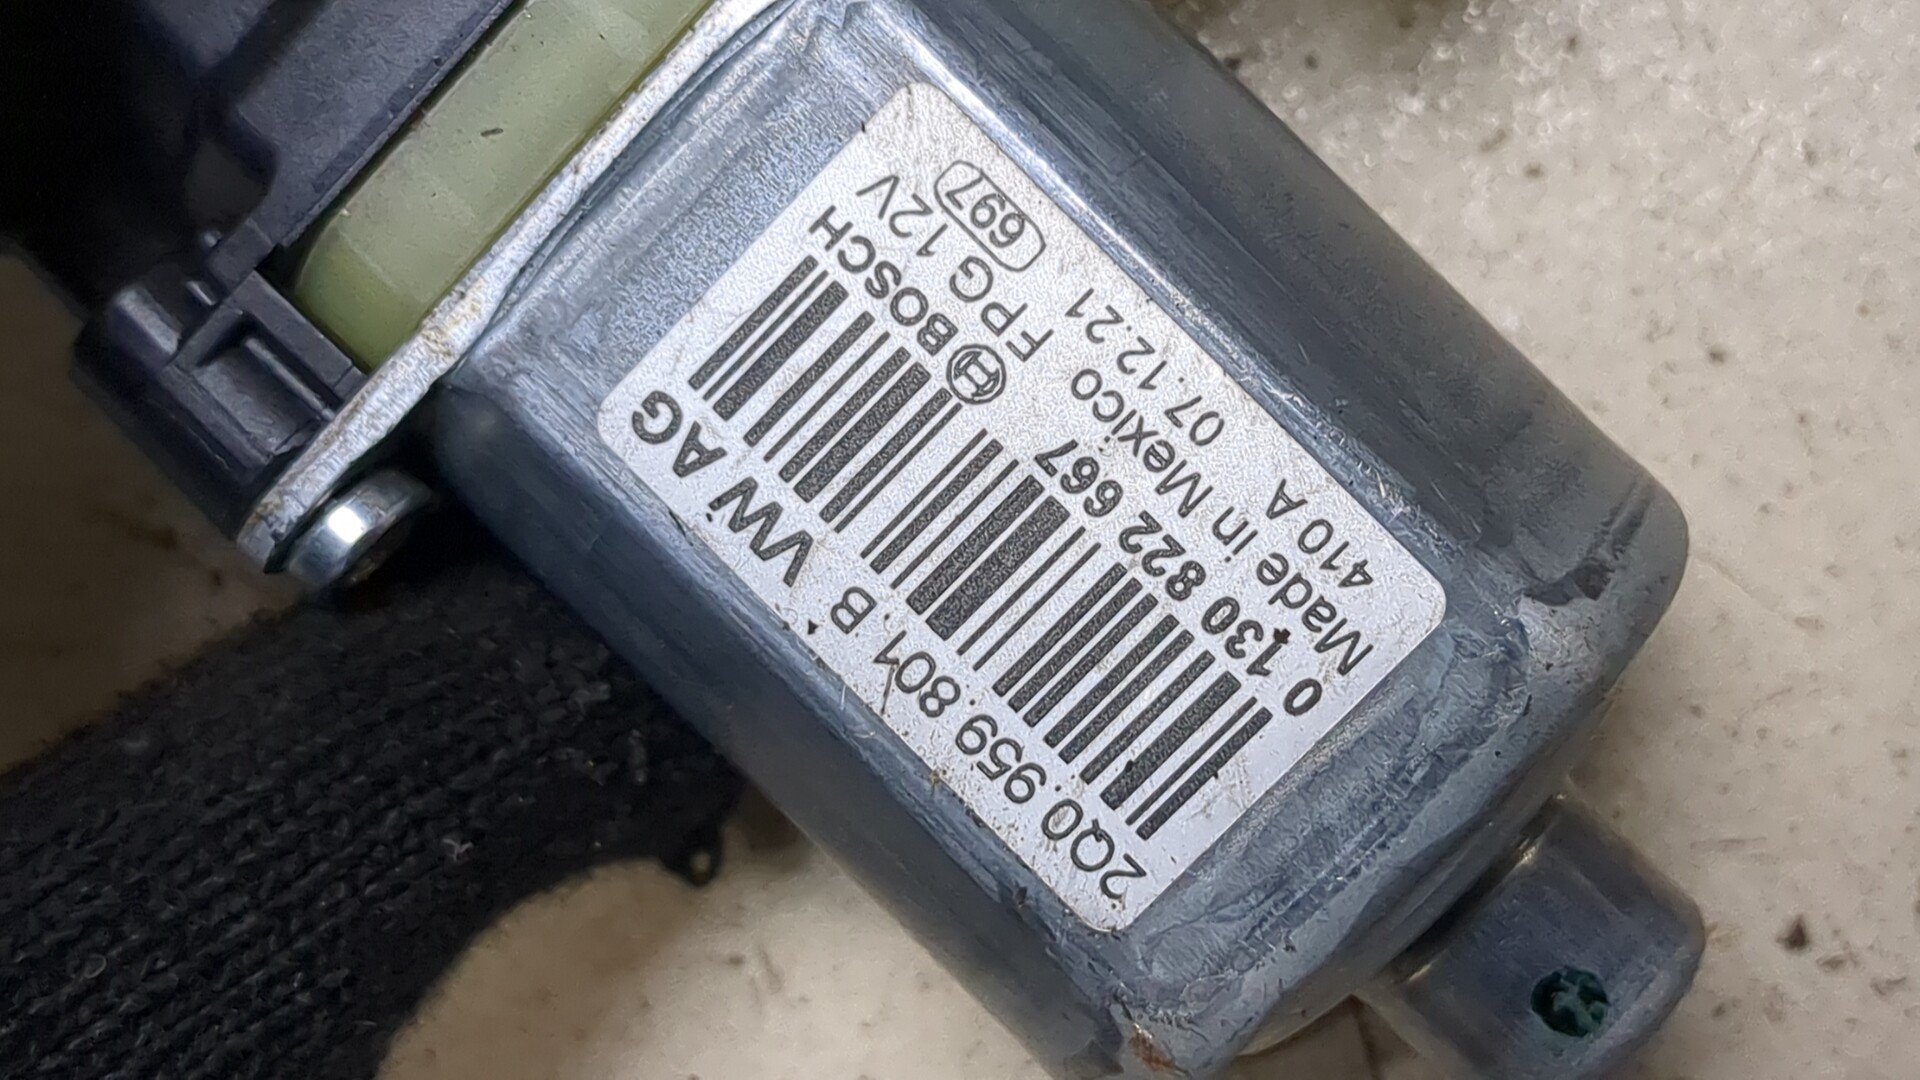 2Q0.959.801.B VW AG
0 130 822 667 BOSCH
Made in Mexico FPG 12V
410 A 07.12.21 697